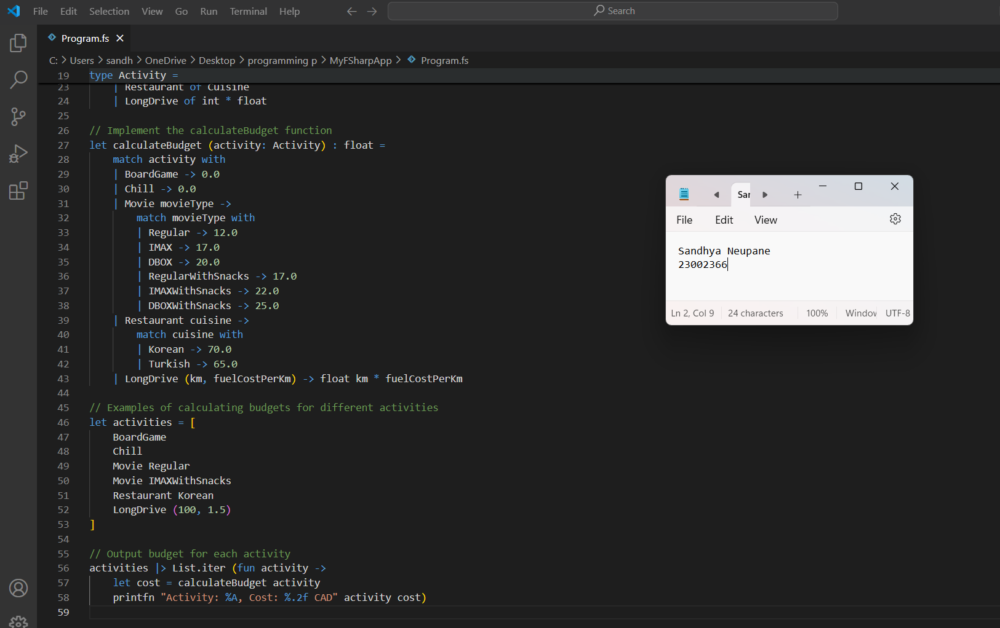 File Edit Selection View Go Run Terminal Help
Search
Program.fs
C: > Users > sandh > OneDrive > Desktop > programming p > MyFSharpApp > Program.fs
19 type Activity =
23     | Restaurant of Cuisine
24     | LongDrive of int * float
25
26 // Implement the calculateBudget function
27 let calculateBudget (activity: Activity) : float =
28     match activity with
29     | BoardGame -> 0.0
30     | Chill -> 0.0
31     | Movie movieType ->
32         match movieType with
33         | Regular -> 12.0
34         | IMAX -> 17.0
35         | DBOX -> 20.0
36         | RegularWithSnacks -> 17.0
37         | IMAXWithSnacks -> 22.0
38         | DBOXWithSnacks -> 25.0
39     | Restaurant cuisine ->
40         match cuisine with
41         | Korean -> 70.0
42         | Turkish -> 65.0
43     | LongDrive (km, fuelCostPerKm) -> float km * fuelCostPerKm
44
45 // Examples of calculating budgets for different activities
46 let activities = [
47     BoardGame
48     Chill
49     Movie Regular
50     Movie IMAXWithSnacks
51     Restaurant Korean
52     LongDrive (100, 1.5)
53 ]
54
55 // Output budget for each activity
56 activities |> List.iter (fun activity ->
57     let cost = calculateBudget activity
58     printfn "Activity: %A, Cost: %.2f CAD" activity cost)
59
Sar
File Edit View
Sandhya Neupane
23002366
Ln 2, Col 9 24 characters 100% Window UTF-8